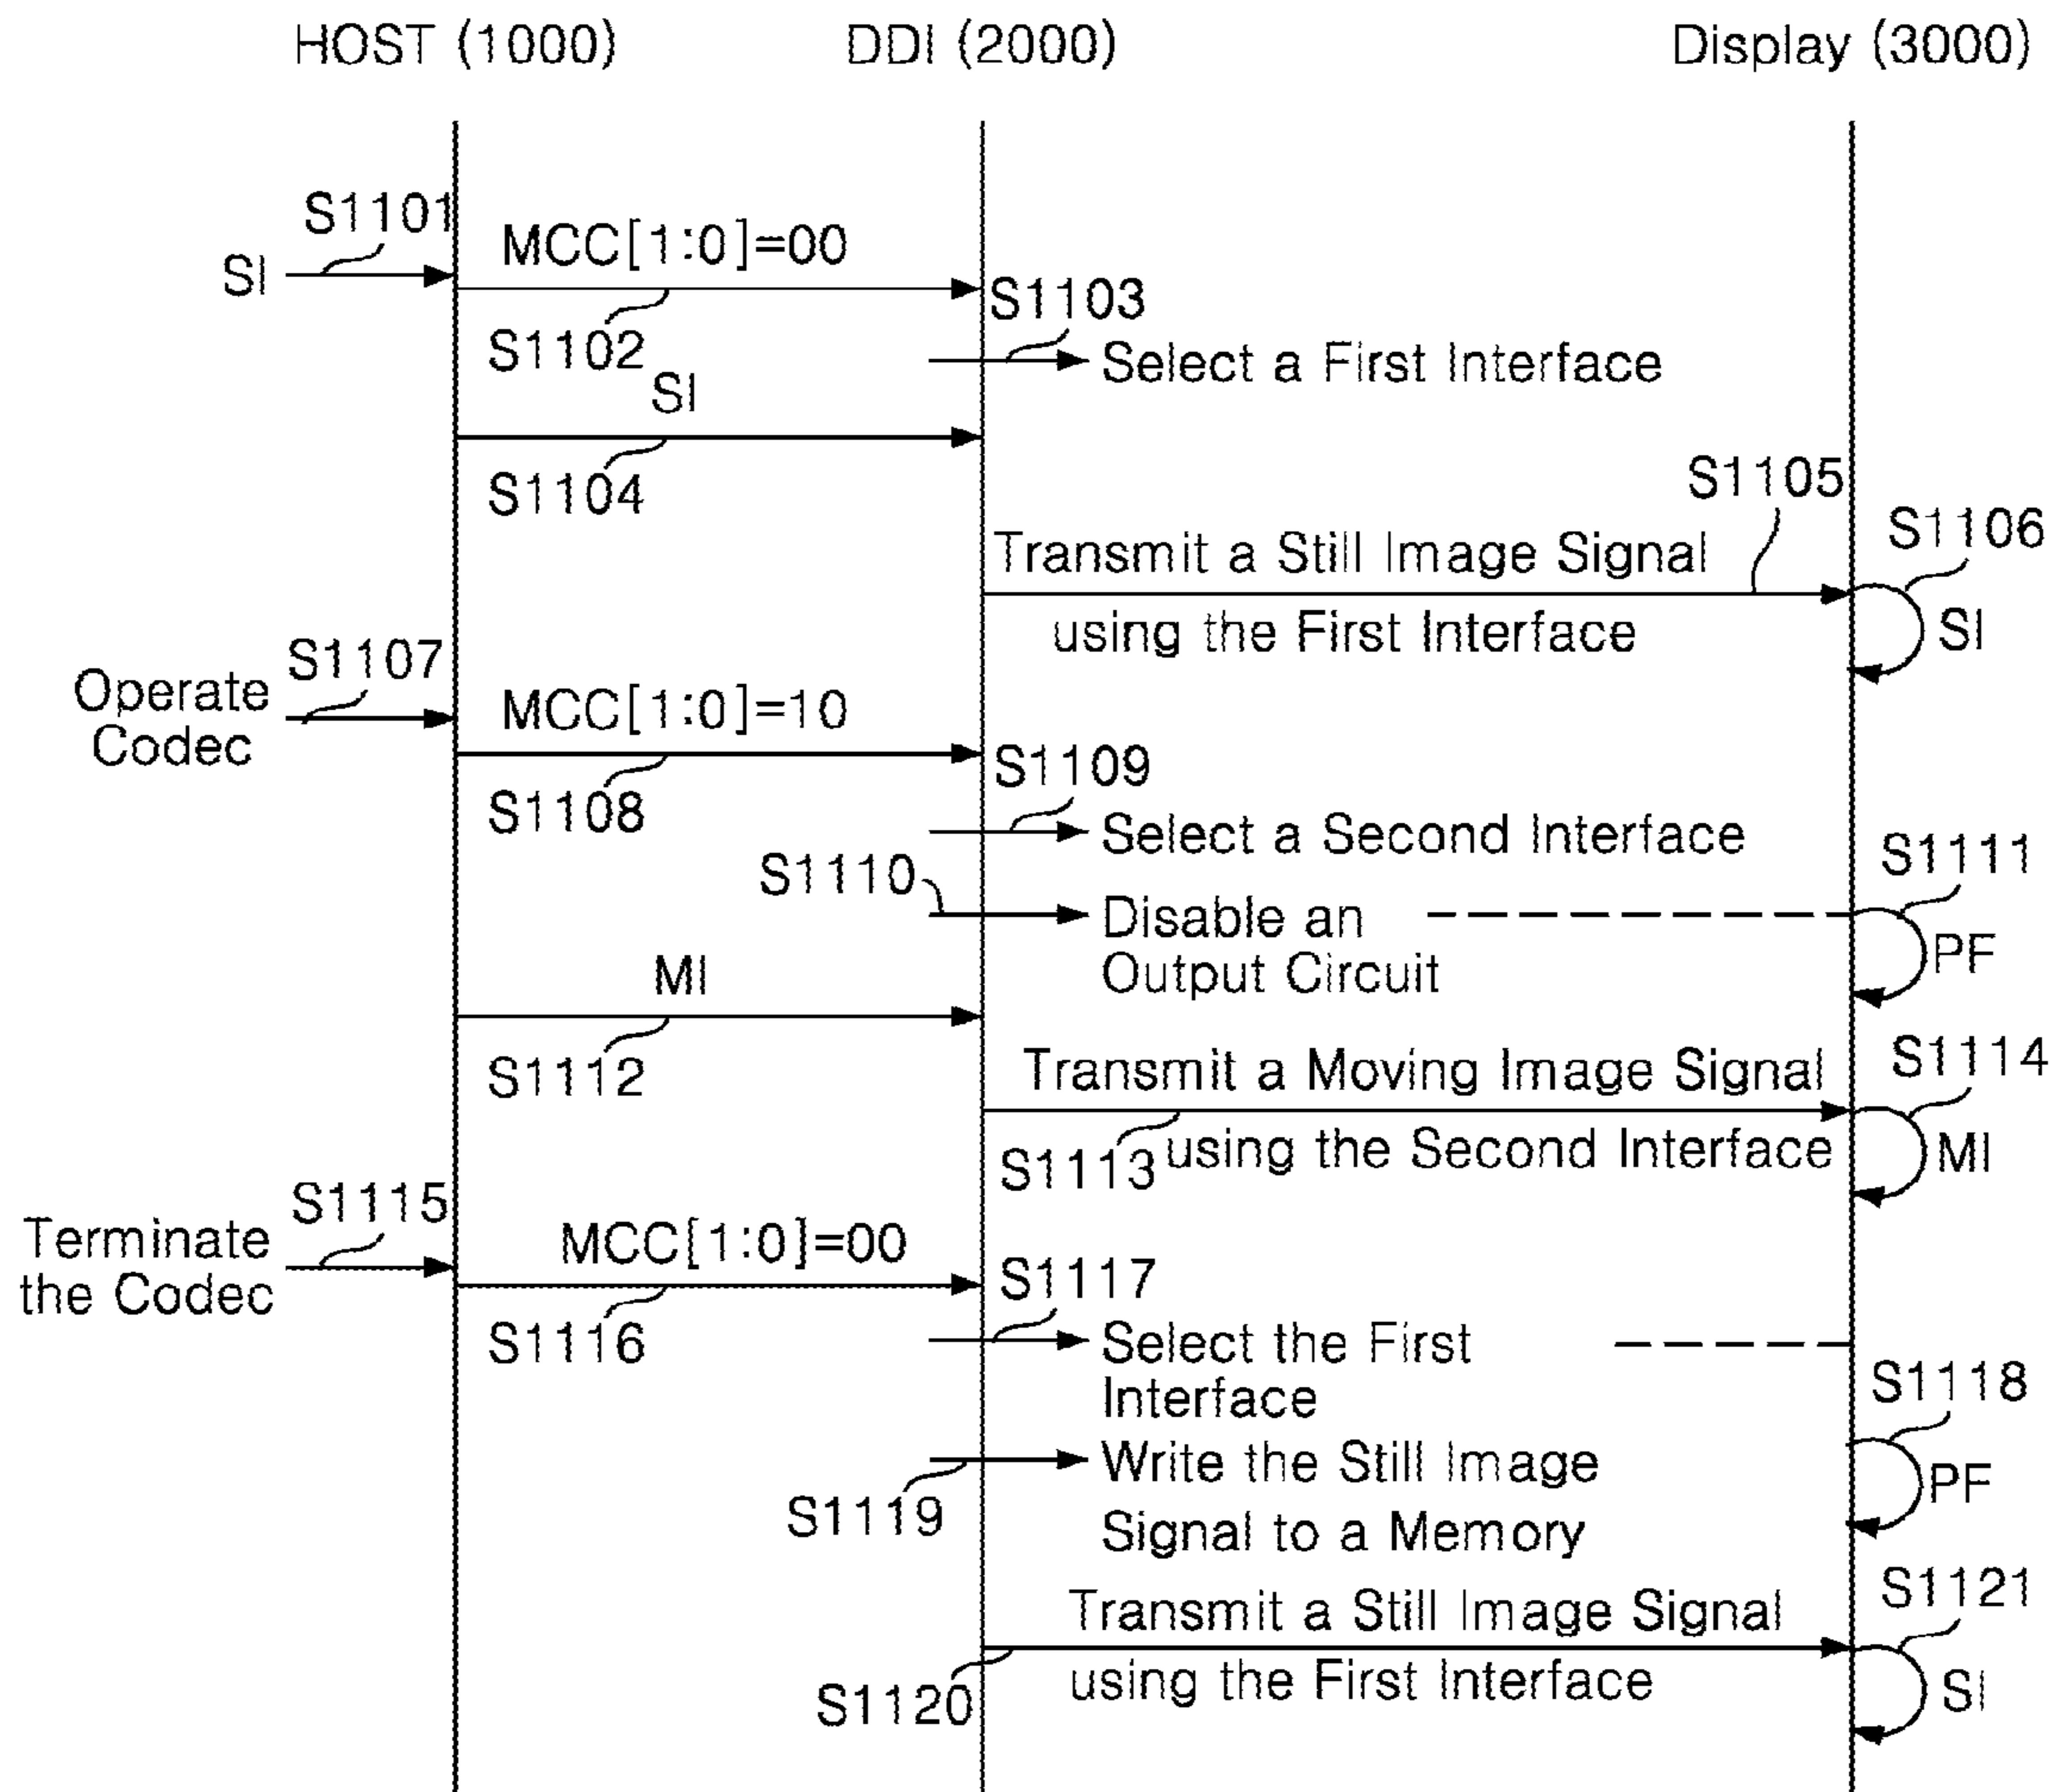 HOST (1000)
DDI (2000)
Display (3000)
S1101
SI
MCC[1:0]=00
S1102
S1103
Select a First Interface
SI
S1104
S1105
Transmit a Still Image Signal
using the First Interface
S1106
SI
S1107
Operate
Codec
MCC[1:0]=10
S1108
S1109
Select a Second Interface
S1110
Disable an
Output Circuit
S1111
PF
MI
S1112
Transmit a Moving Image Signal
S1113
using the Second Interface
S1114
MI
S1115
Terminate
the Codec
MCC[1:0]=00
S1116
S1117
Select the First
Interface
S1118
PF
S1119
Write the Still Image
Signal to a Memory
Transmit a Still Image Signal
S1120
using the First Interface
S1121
SI